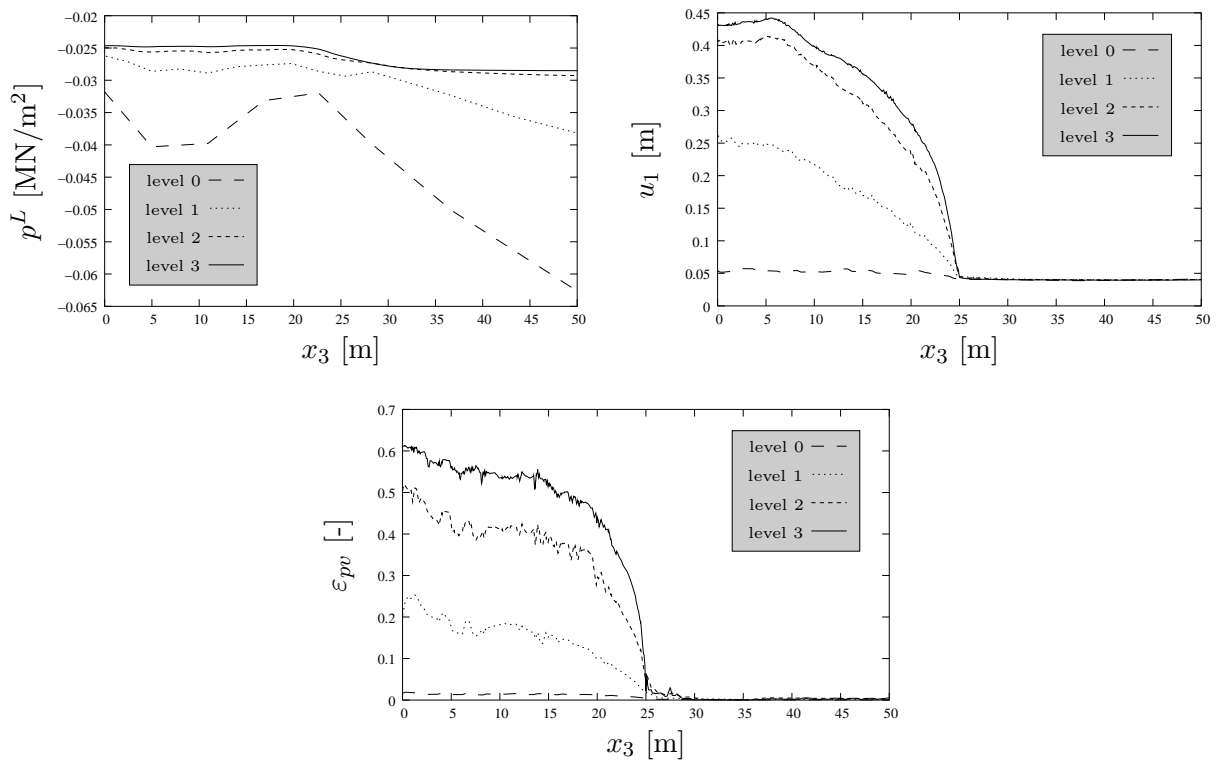 −0.02
−0.025
−0.03
−0.035
−0.04
−0.045
−0.05
−0.055
−0.06
−0.065
p^L [MN/m²]
level 0
level 1
level 2
level 3
0 5 10 15 20 25 30 35 40 45 50
x₃ [m]
0.45
0.4
0.35
0.3
0.25
0.2
0.15
0.1
0.05
0
u₁ [m]
level 0
level 1
level 2
level 3
0 5 10 15 20 25 30 35 40 45 50
x₃ [m]
0.7
0.6
0.5
0.4
0.3
0.2
0.1
0
ε_pv [-]
level 0
level 1
level 2
level 3
0 5 10 15 20 25 30 35 40 45 50
x₃ [m]